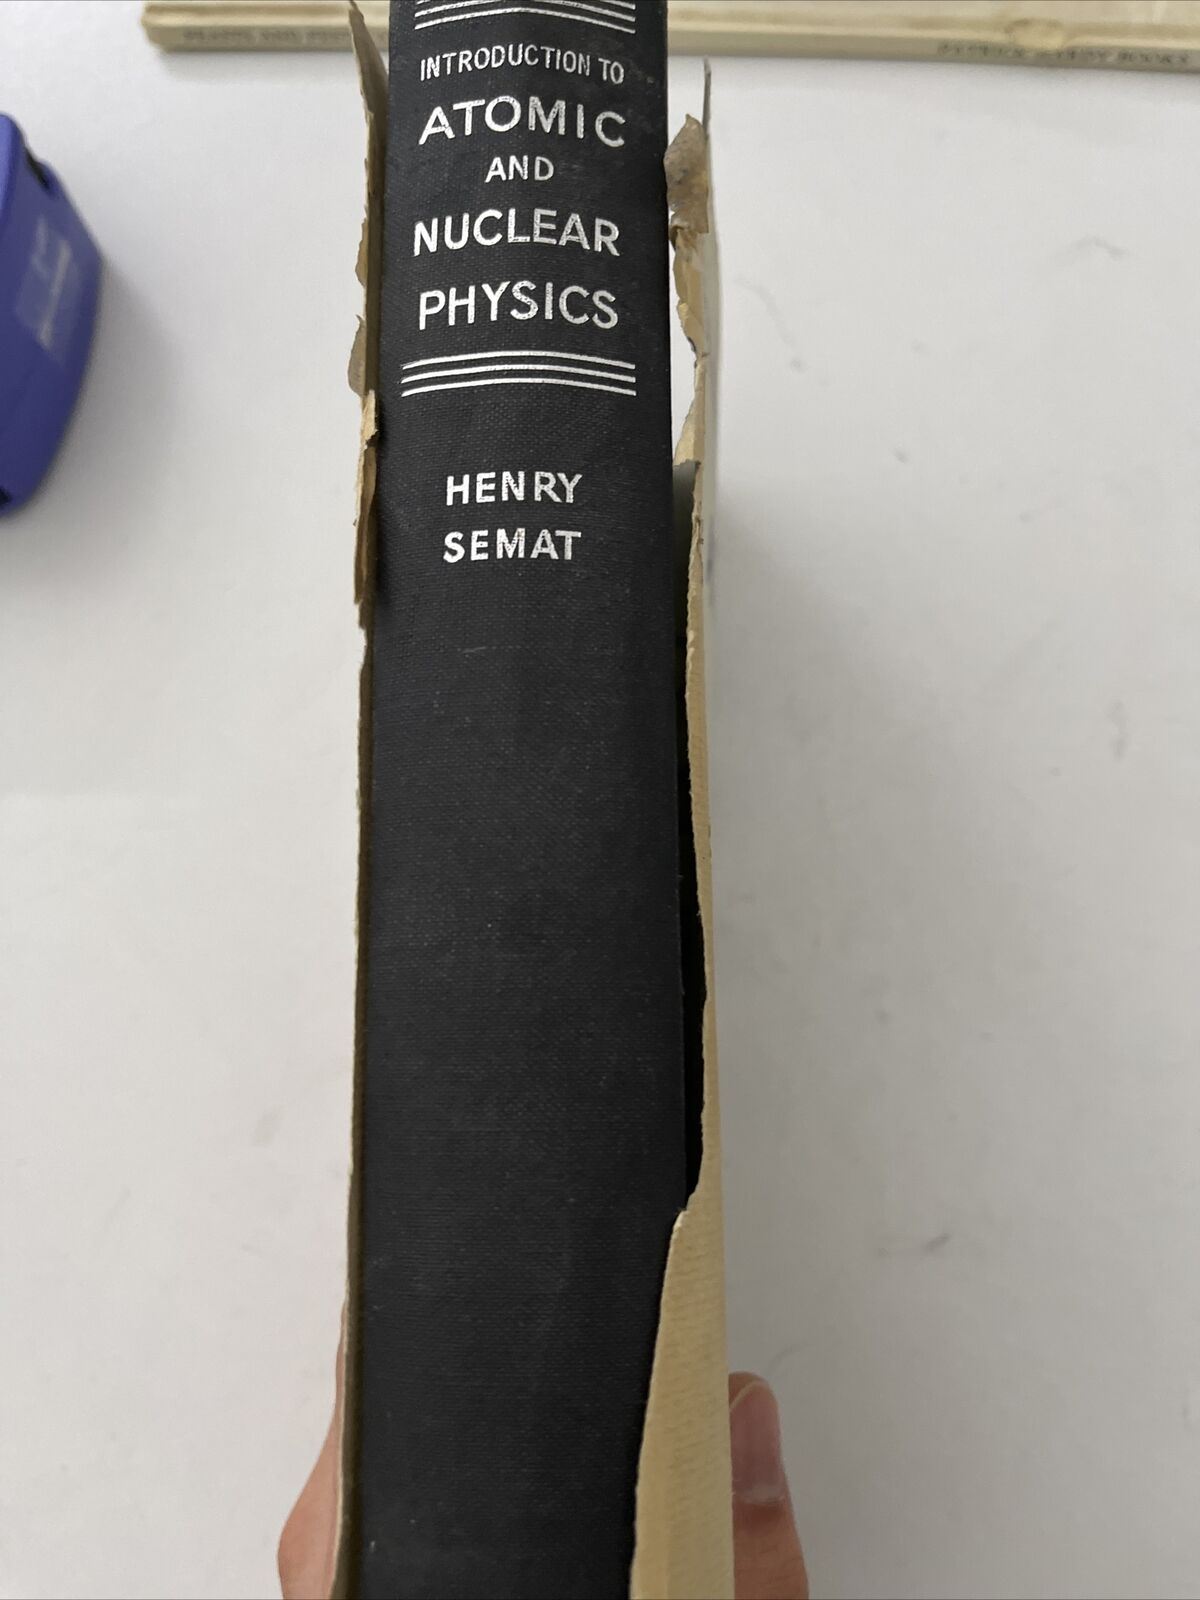 INTRODUCTION TO
ATOMIC
AND
NUCLEAR
PHYSICS
HENRY
SEMAT